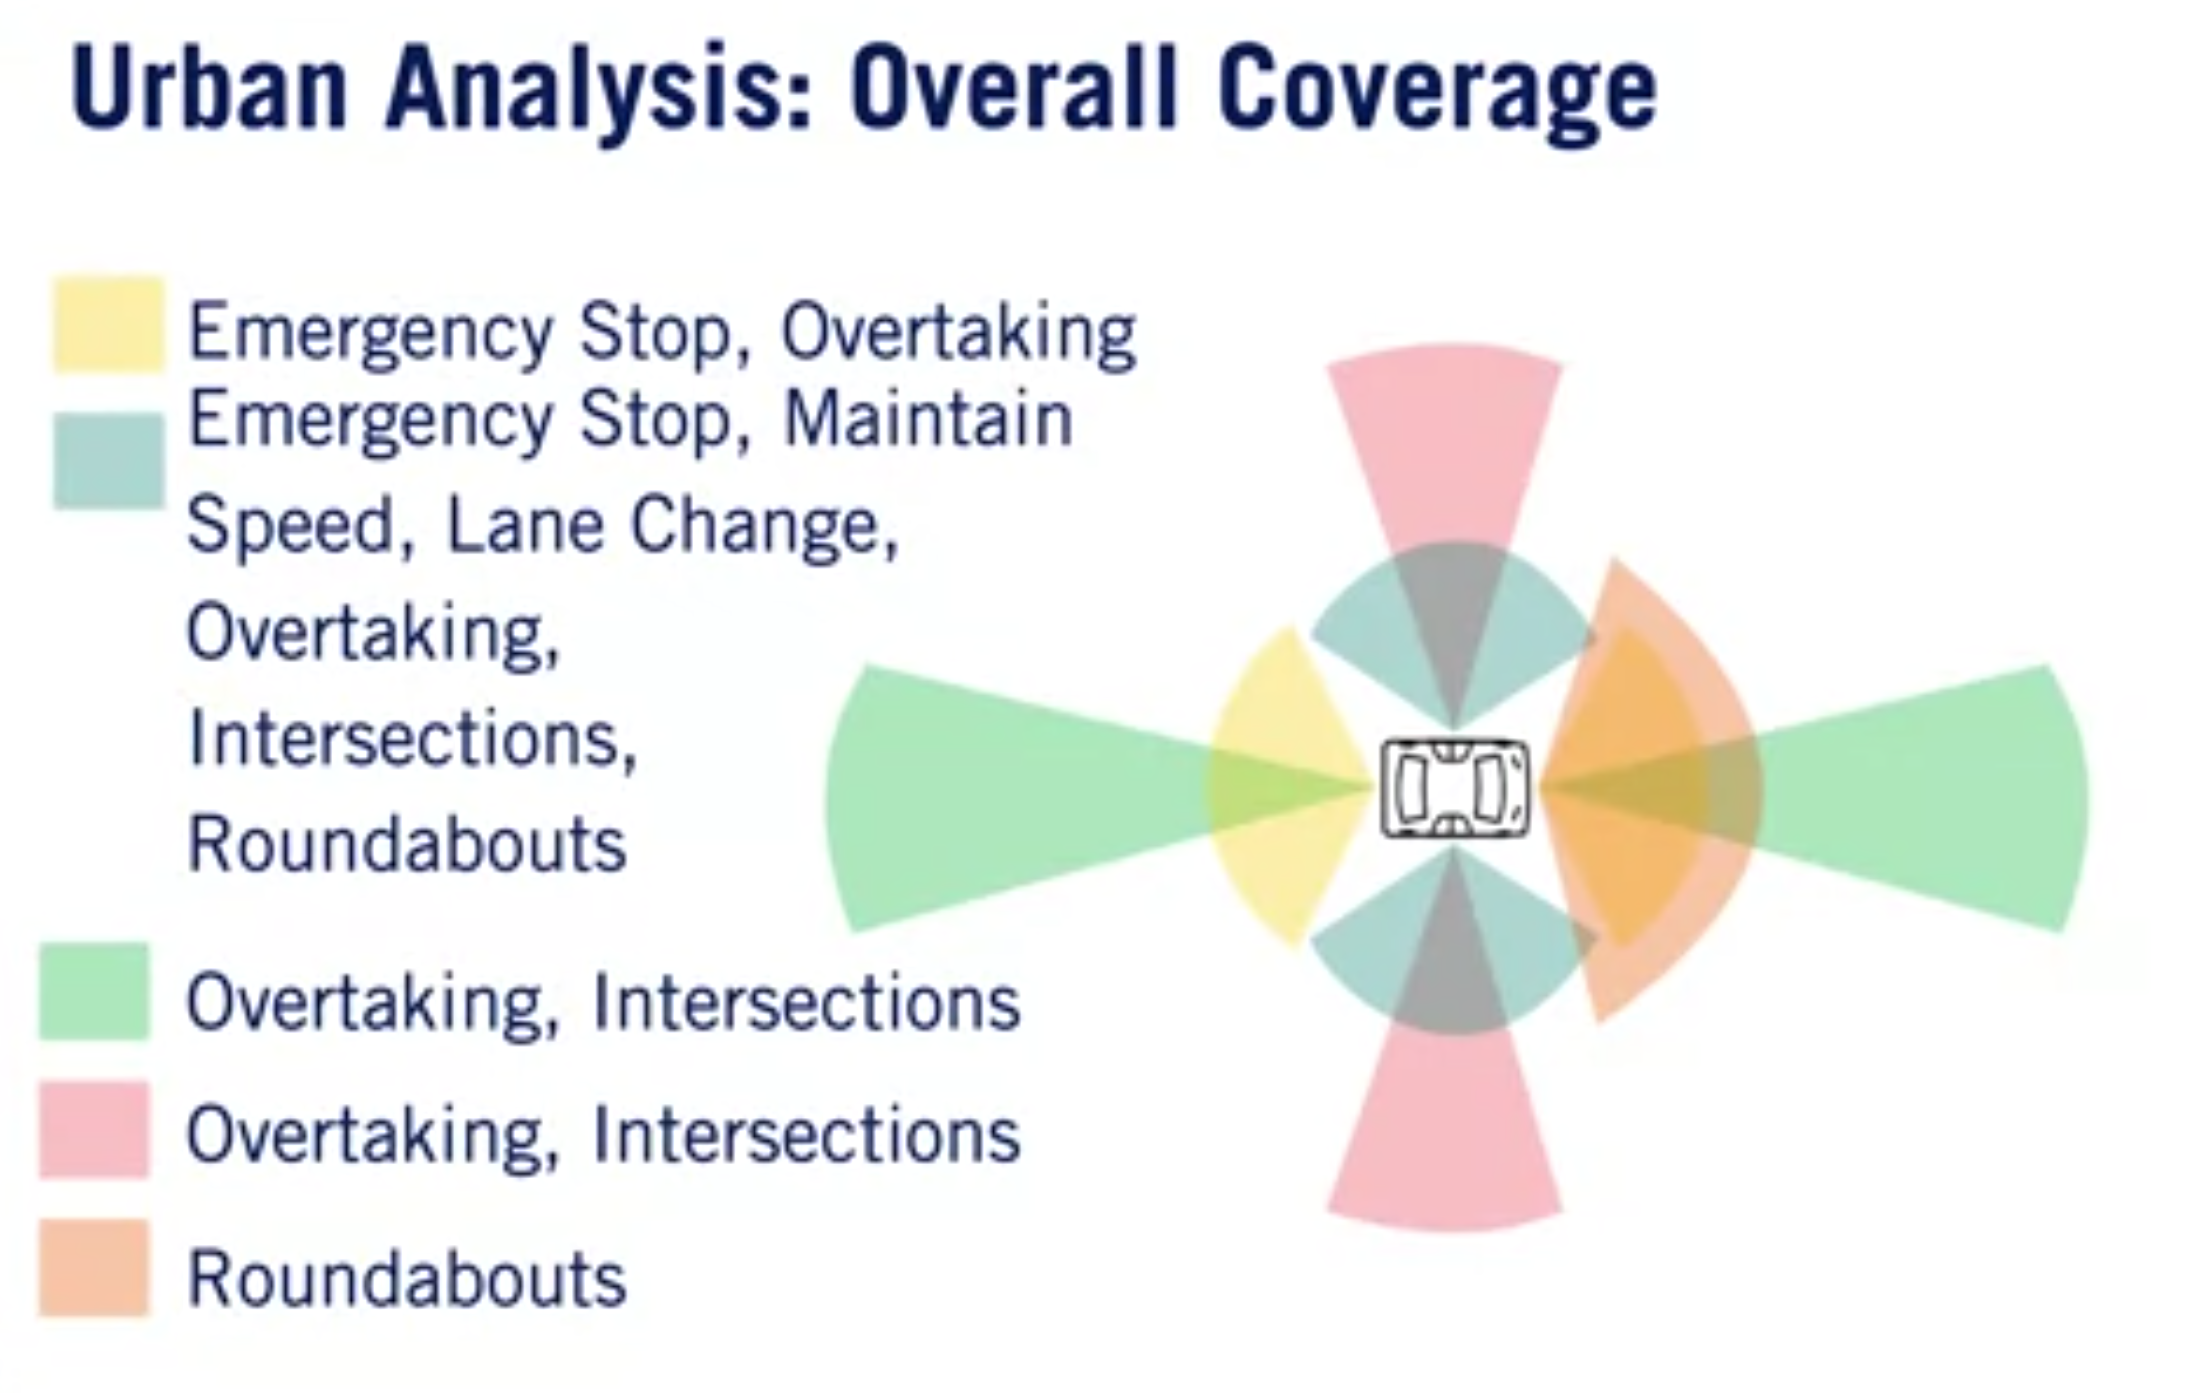 Urban Analysis: Overall Coverage
Emergency Stop, Overtaking
Emergency Stop, Maintain
Speed, Lane Change,
Overtaking,
Intersections,
Roundabouts
Overtaking, Intersections
Overtaking, Intersections
Roundabouts